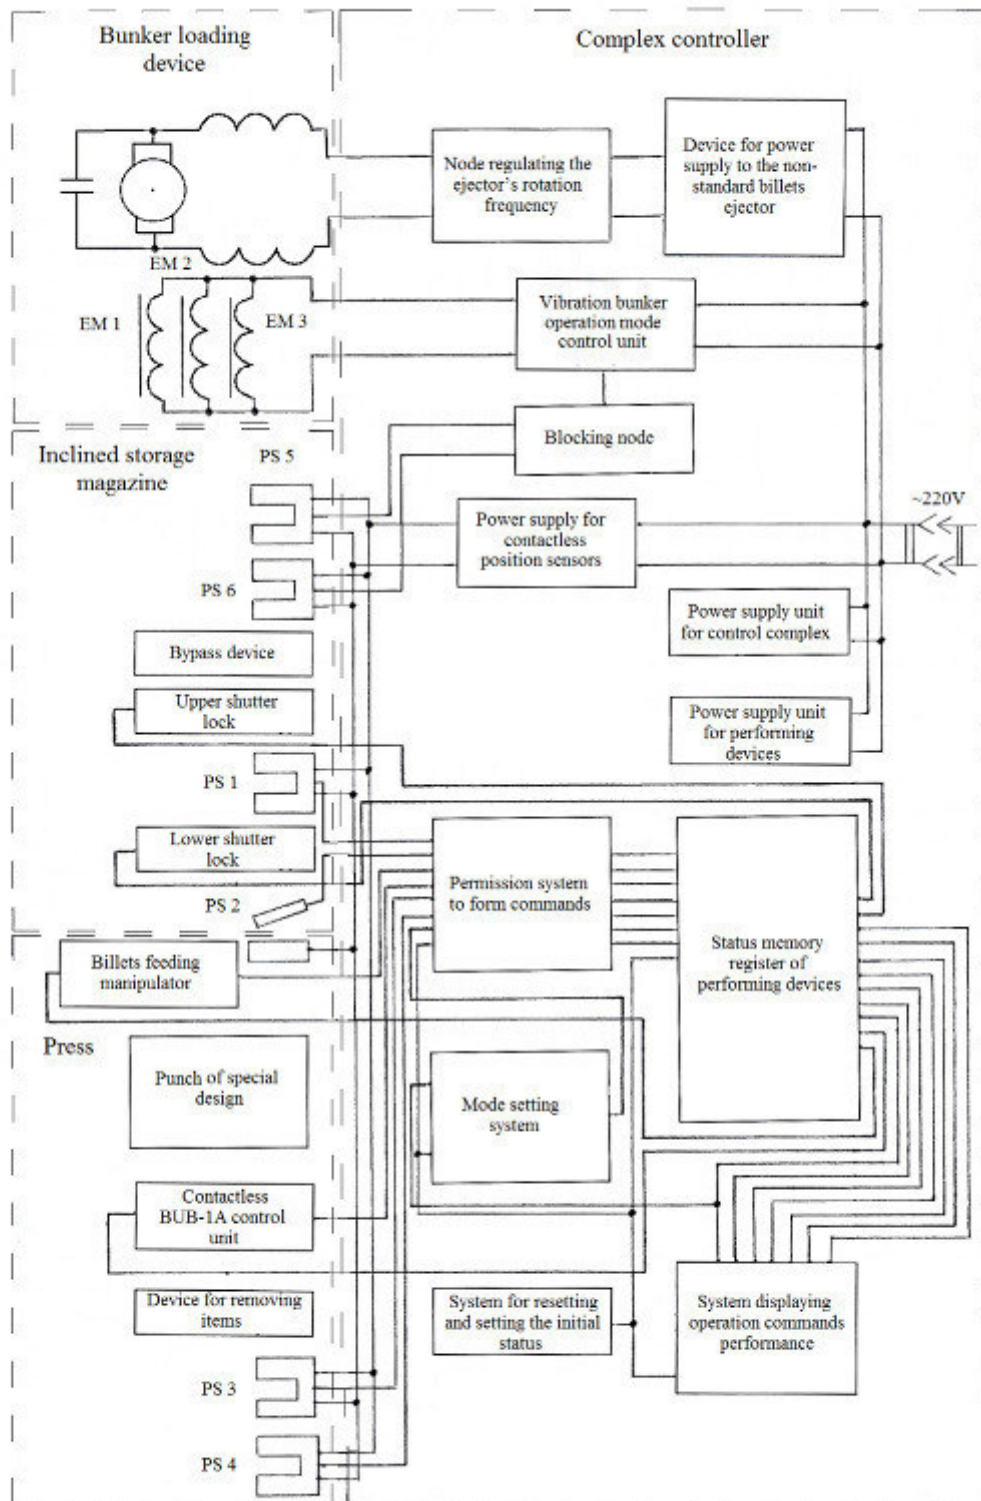 Bunker loading
device
Complex controller
Node regulating the
ejector's rotation
frequency
Device for power
supply to the non-
standard billets
ejector
EM 2
EM 1
EM 3
Vibration bunker
operation mode
control unit
Blocking node
Inclined storage
magazine
PS 5
~220V
Power supply for
contactless
position sensors
PS 6
Power supply unit
for control complex
Bypass device
Upper shutter
lock
Power supply unit
for performing
devices
PS 1
Lower shutter
lock
Permission system
to form commands
PS 2
Status memory
register of
performing devices
Billets feeding
manipulator
Press
Punch of special
design
Mode setting
system
Contactless
BUB-1A control
unit
Device for removing
items
System for resetting
and setting the initial
status
System displaying
operation commands
performance
PS 3
PS 4